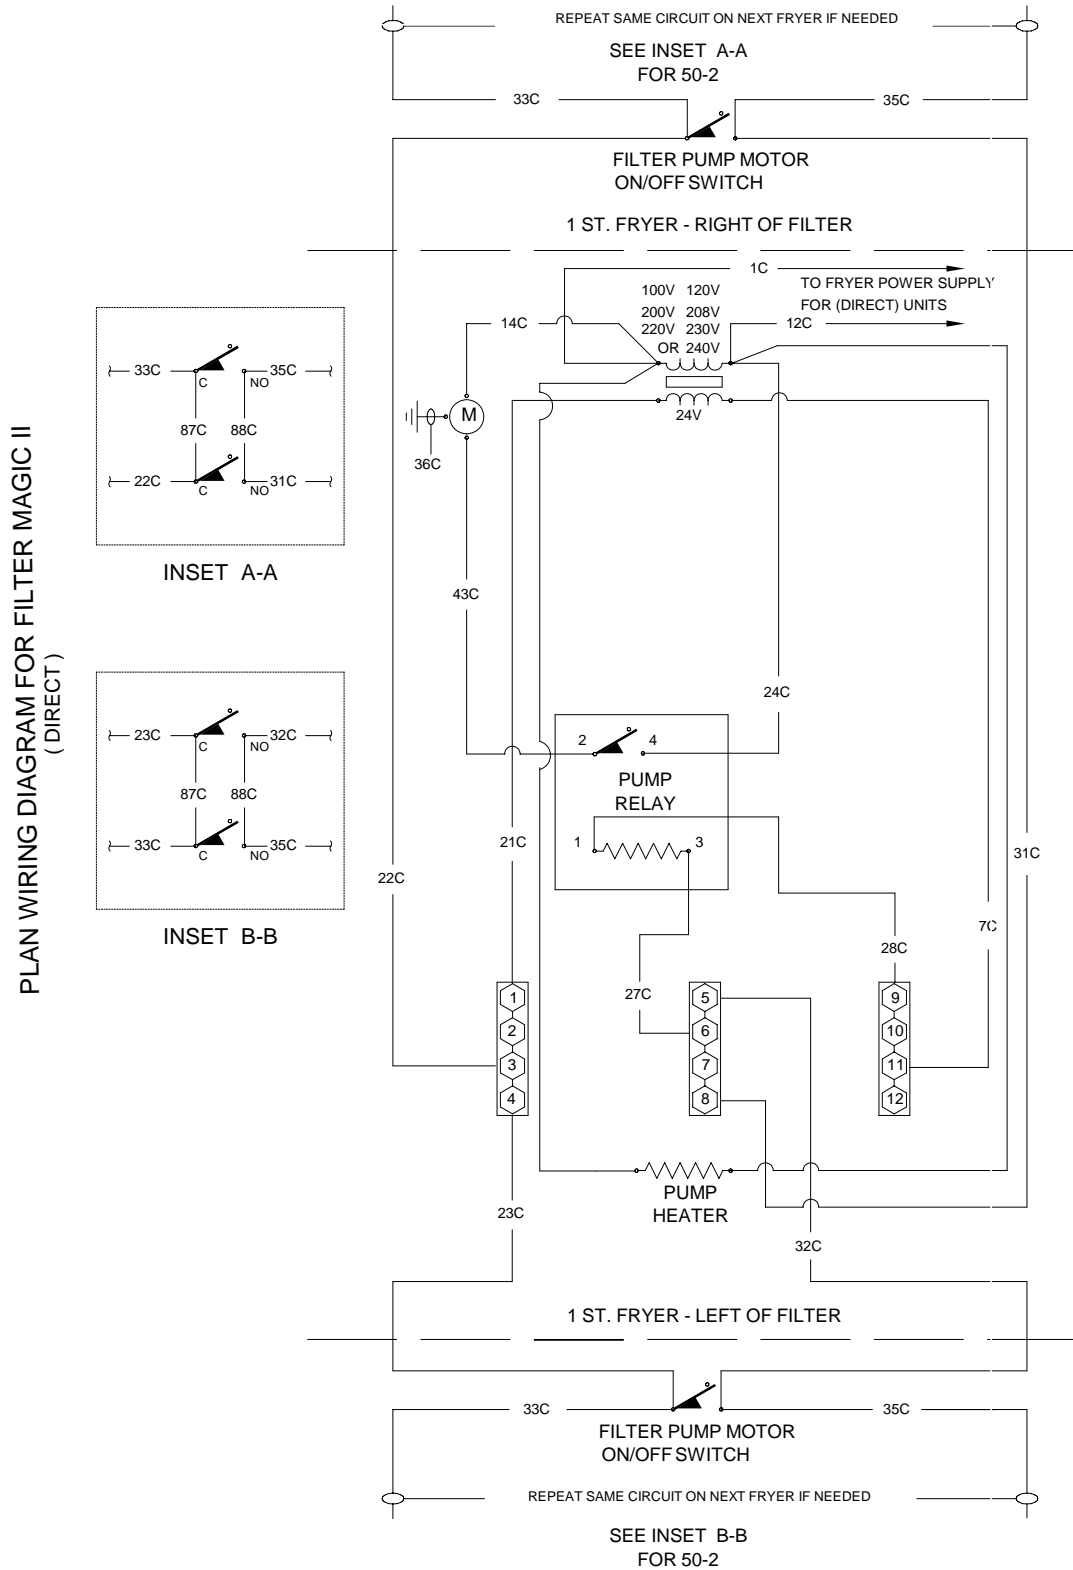 REPEAT SAME CIRCUIT ON NEXT FRYER IF NEEDED
SEE INSET A-A
FOR 50-2
33C
35C
FILTER PUMP MOTOR
ON/OFF SWITCH
1 ST. FRYER - RIGHT OF FILTER
1C
TO FRYER POWER SUPPLY
FOR (DIRECT) UNITS
100V 120V
200V 208V
220V 230V
OR 240V
14C
12C
24V
M
36C
43C
24C
33C
C
NO
35C
87C
88C
22C
C
NO
31C
INSET A-A
PLAN WIRING DIAGRAM FOR FILTER MAGIC II
( DIRECT )
23C
C
NO
32C
87C
88C
33C
C
NO
35C
INSET B-B
2
4
PUMP
RELAY
1
3
21C
22C
31C
7C
28C
27C
1
2
3
4
5
6
7
8
9
10
11
12
PUMP
HEATER
23C
32C
1 ST. FRYER - LEFT OF FILTER
33C
35C
FILTER PUMP MOTOR
ON/OFF SWITCH
REPEAT SAME CIRCUIT ON NEXT FRYER IF NEEDED
SEE INSET B-B
FOR 50-2